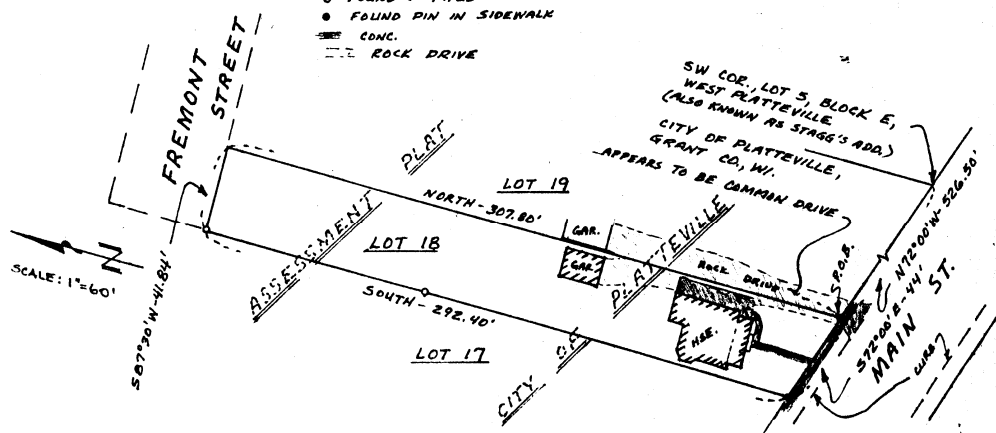 ● FOUND PIN IN SIDEWALK
CONC.
ROCK DRIVE
SW COR., LOT 5, BLOCK E,
WEST PLATTEVILLE
(ALSO KNOWN AS STAGG'S ADD.)
CITY OF PLATTEVILLE,
GRANT CO., WI.
APPEARS TO BE COMMON DRIVE
FREMONT
STREET
PLAT
LOT 19
NORTH - 307.80'
ASSESSMENT
LOT 18
GAR.
GAR.
PLATTEVILLE
ROCK DRIVE
P.O.B.
N72°00'W - 526.50'
N
SCALE: 1"=60'
S87°30'W - 41.84'
SOUTH - 292.40'
HSE.
S72°00'E - 44'
MAIN ST.
CURB
LOT 17
CITY